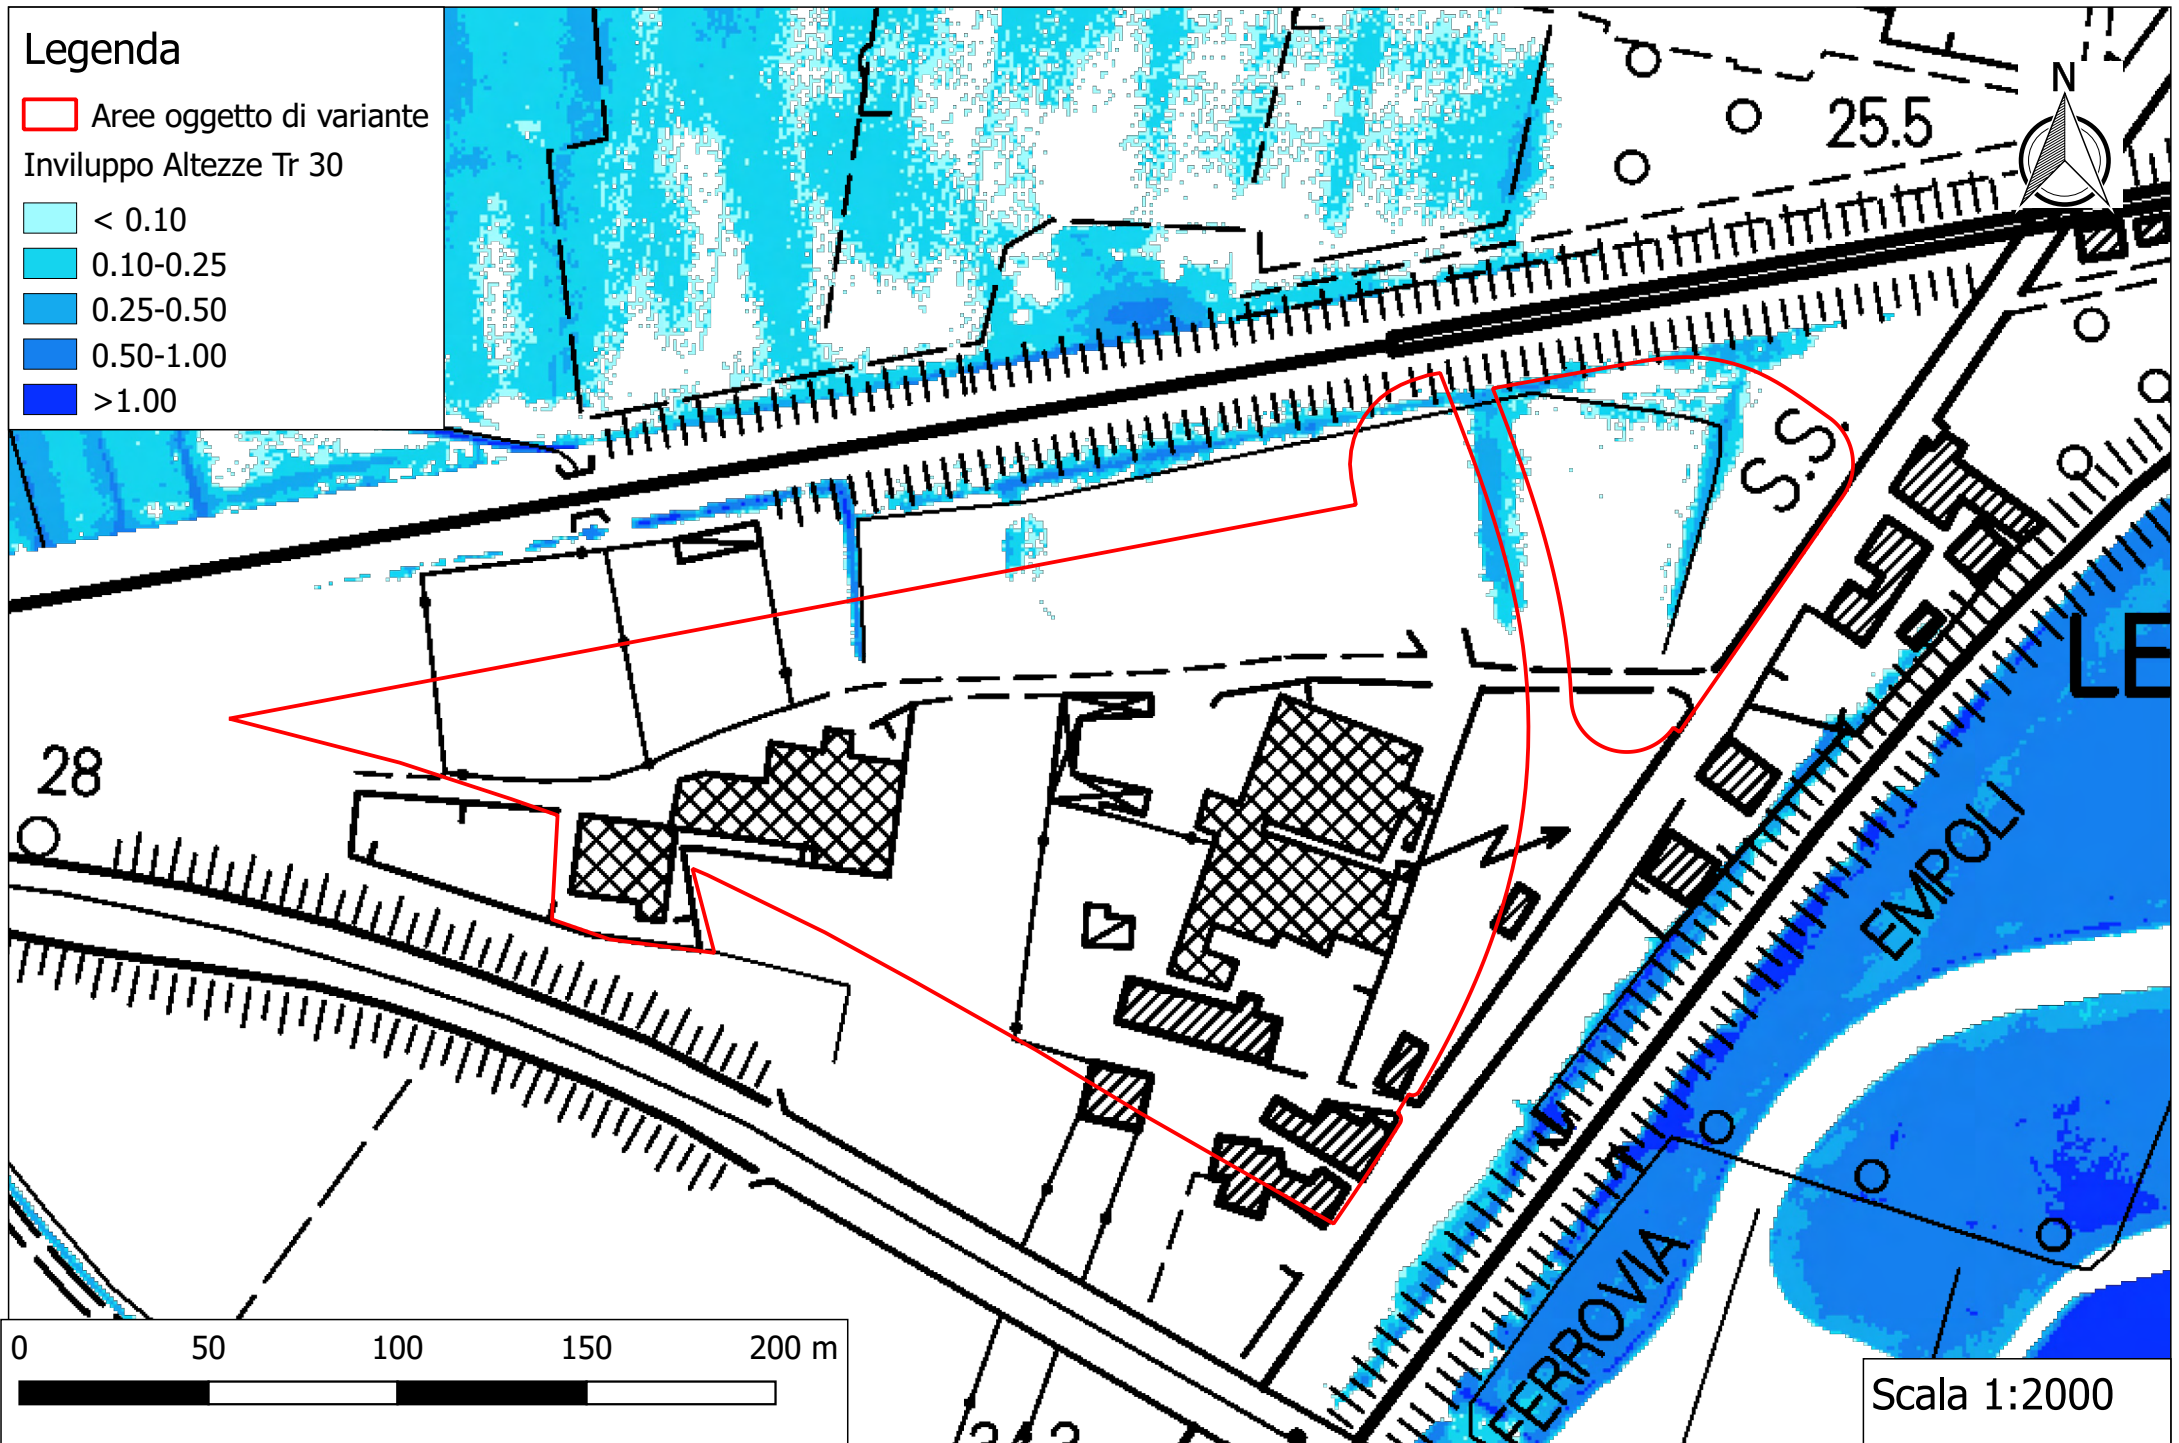 Legenda
Aree oggetto di variante
Inviluppo Altezze Tr 30
< 0.10
0.10-0.25
0.25-0.50
0.50-1.00
>1.00
N
25.5
S.S
28
LE
EMPOLI
FERROVIA
0 50 100 150 200 m
Scala 1:2000